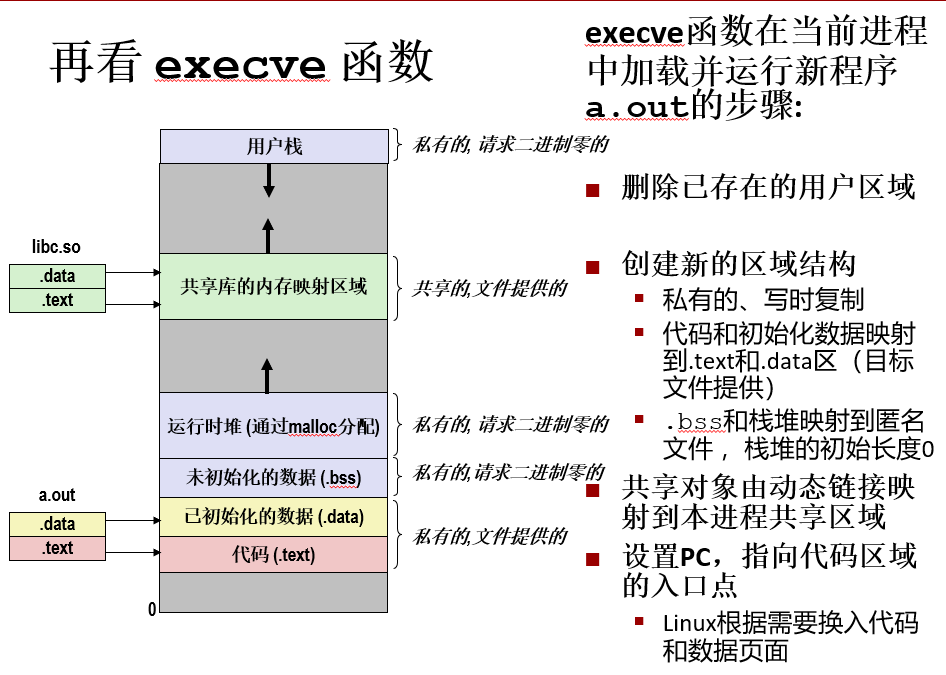 再看 execve 函数
execve函数在当前进程
中加载并运行新程序
a.out的步骤:
用户栈
私有的, 请求二进制零的
libc.so
.data
.text
共享库的内存映射区域
共享的,文件提供的
运行时堆 (通过malloc分配)
私有的, 请求二进制零的
未初始化的数据 (.bss)
私有的,请求二进制零的
a.out
.data
.text
已初始化的数据 (.data)
代码 (.text)
私有的,文件提供的
0
删除已存在的用户区域
创建新的区域结构
私有的、写时复制
代码和初始化数据映射
到.text和.data区（目标
文件提供）
.bss和栈堆映射到匿名
文件 ，栈堆的初始长度0
共享对象由动态链接映
射到本进程共享区域
设置PC，指向代码区域
的入口点
Linux根据需要换入代码
和数据页面